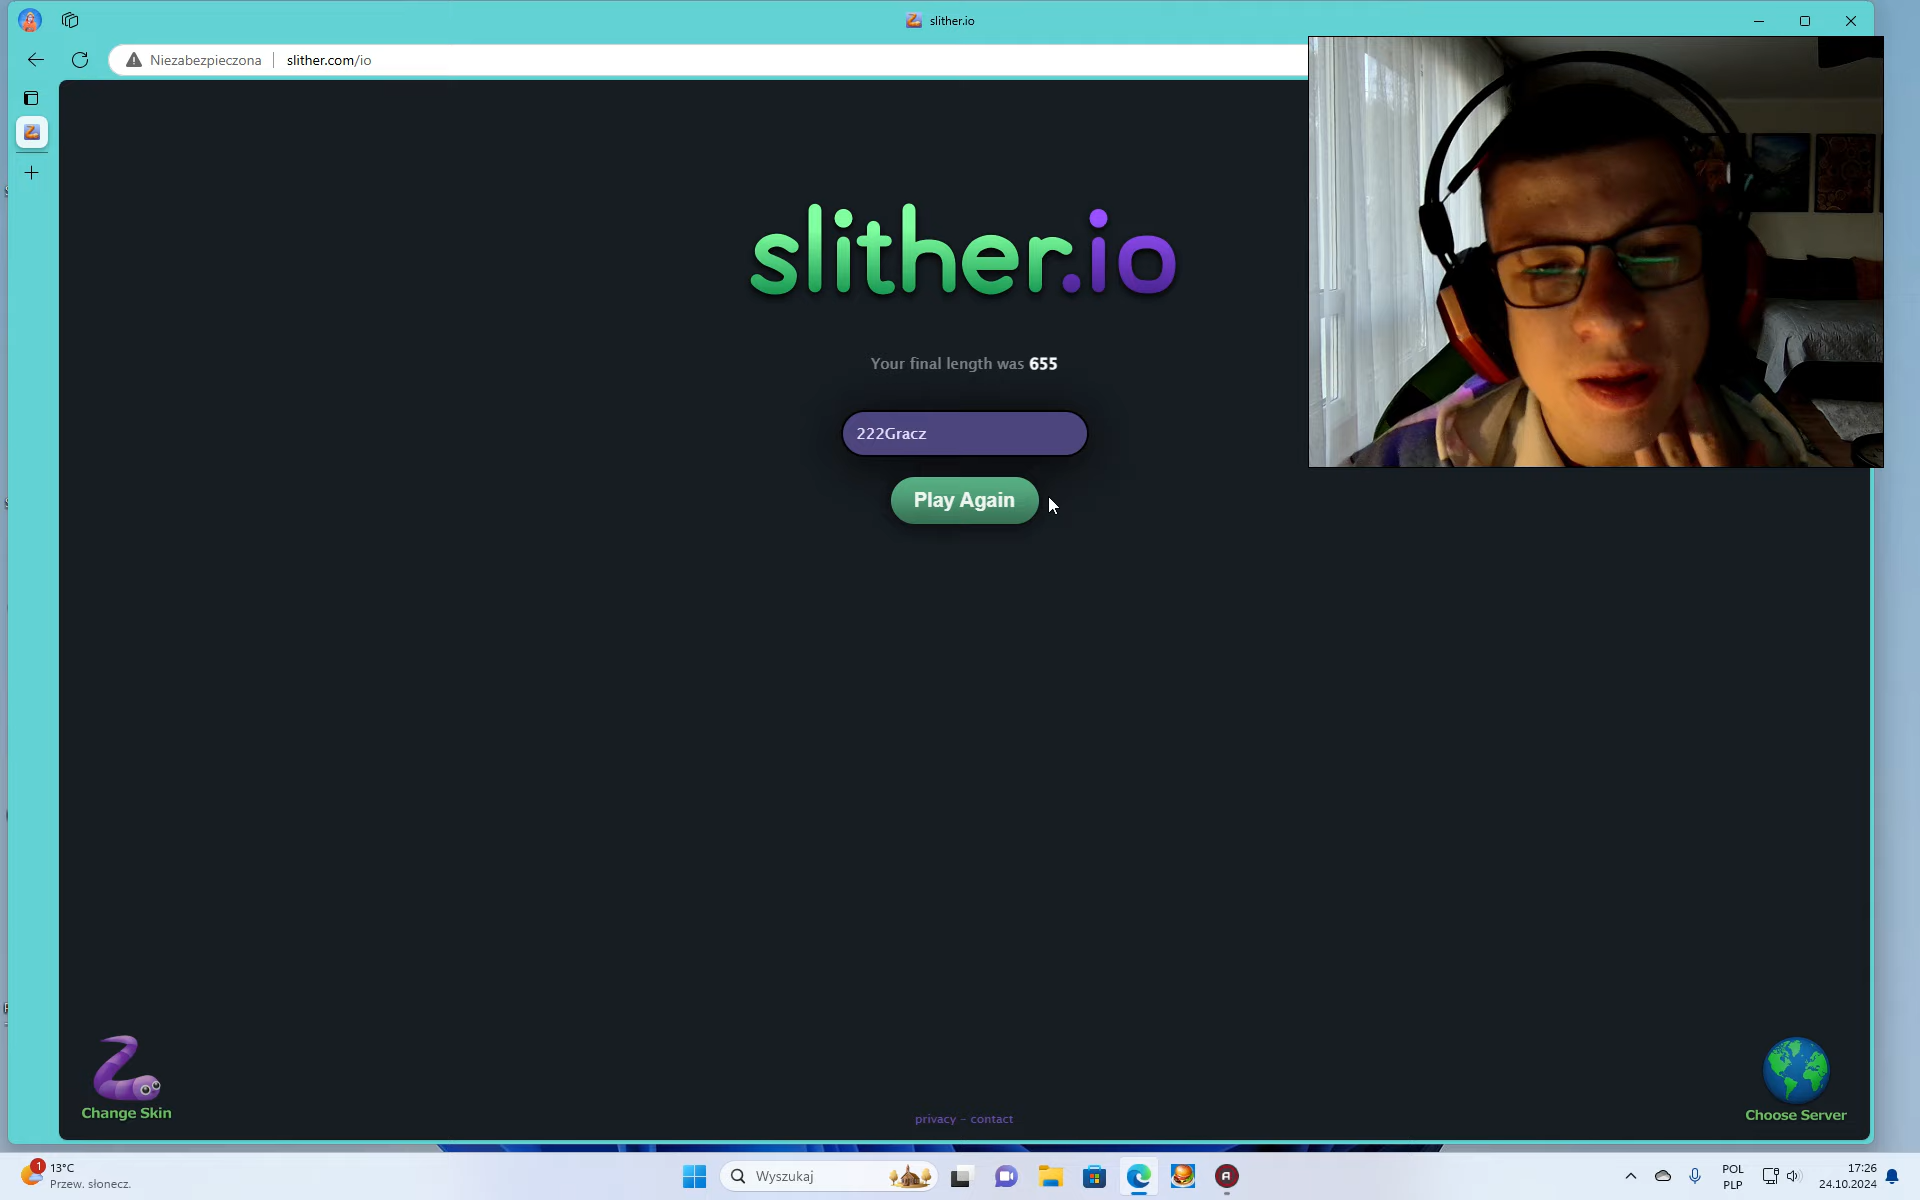 slither.io
Niezabezpieczona
slither.com/io
slither.io
Your final length was 655
222Gracz
Play Again
Change Skin
privacy - contact
Choose Server
1
13°C
Przew. słonecz.
Wyszukaj
POL
PLP
17:26
24.10.2024